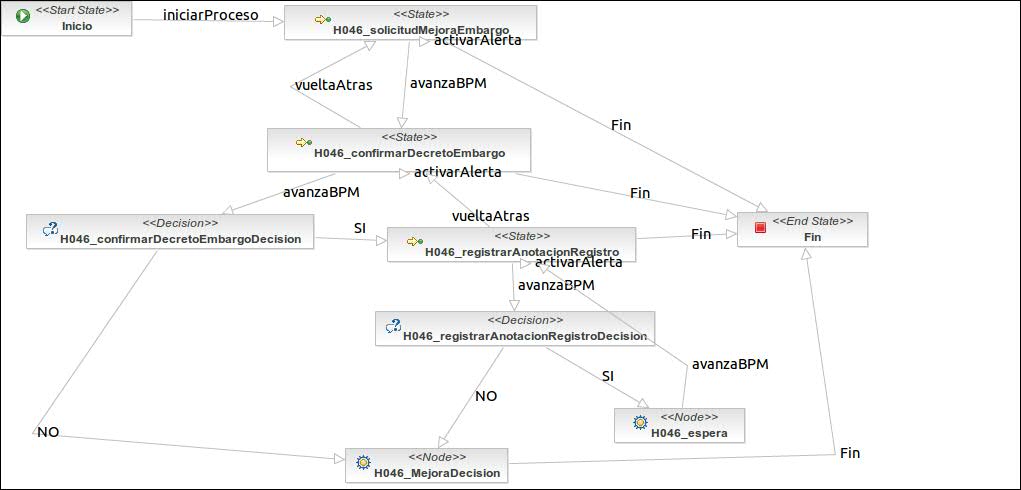 <<Start State>>
Inicio
iniciarProceso
<<State>>
H046_solicitudMejoraEmbargo
activarAlerta
vueltaAtras
avanzaBPM
Fin
<<State>>
H046_confirmarDecretoEmbargo
activarAlerta
avanzaBPM
Fin
vueltaAtras
<<Decision>>
H046_confirmarDecretoEmbargoDecision
SI
<<State>>
H046_registrarAnotacionRegistro
activarAlerta
Fin
<<End State>>
Fin
avanzaBPM
<<Decision>>
H046_registrarAnotacionRegistroDecision
avanzaBPM
SI
NO
<<Node>>
H046_espera
NO
<<Node>>
H046_MejoraDecision
Fin